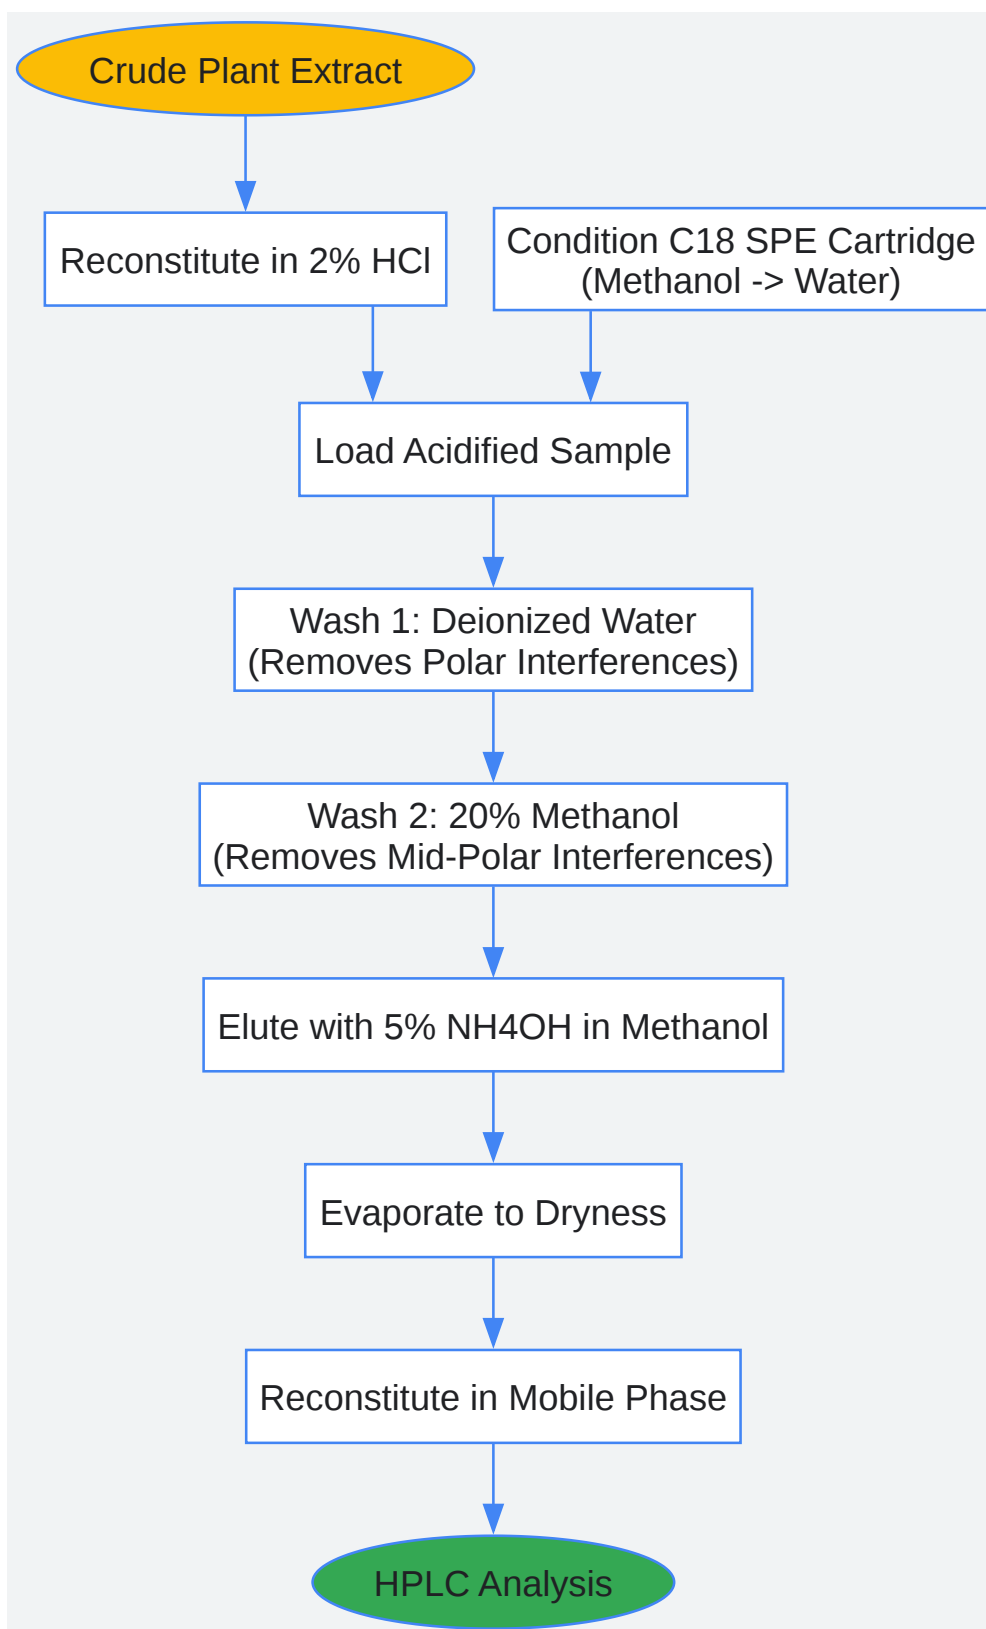 Crude Plant Extract
Reconstitute in 2% HCl
Condition C18 SPE Cartridge
(Methanol -> Water)
Load Acidified Sample
Wash 1: Deionized Water
(Removes Polar Interferences)
Wash 2: 20% Methanol
(Removes Mid-Polar Interferences)
Elute with 5% NH4OH in Methanol
Evaporate to Dryness
Reconstitute in Mobile Phase
HPLC Analysis